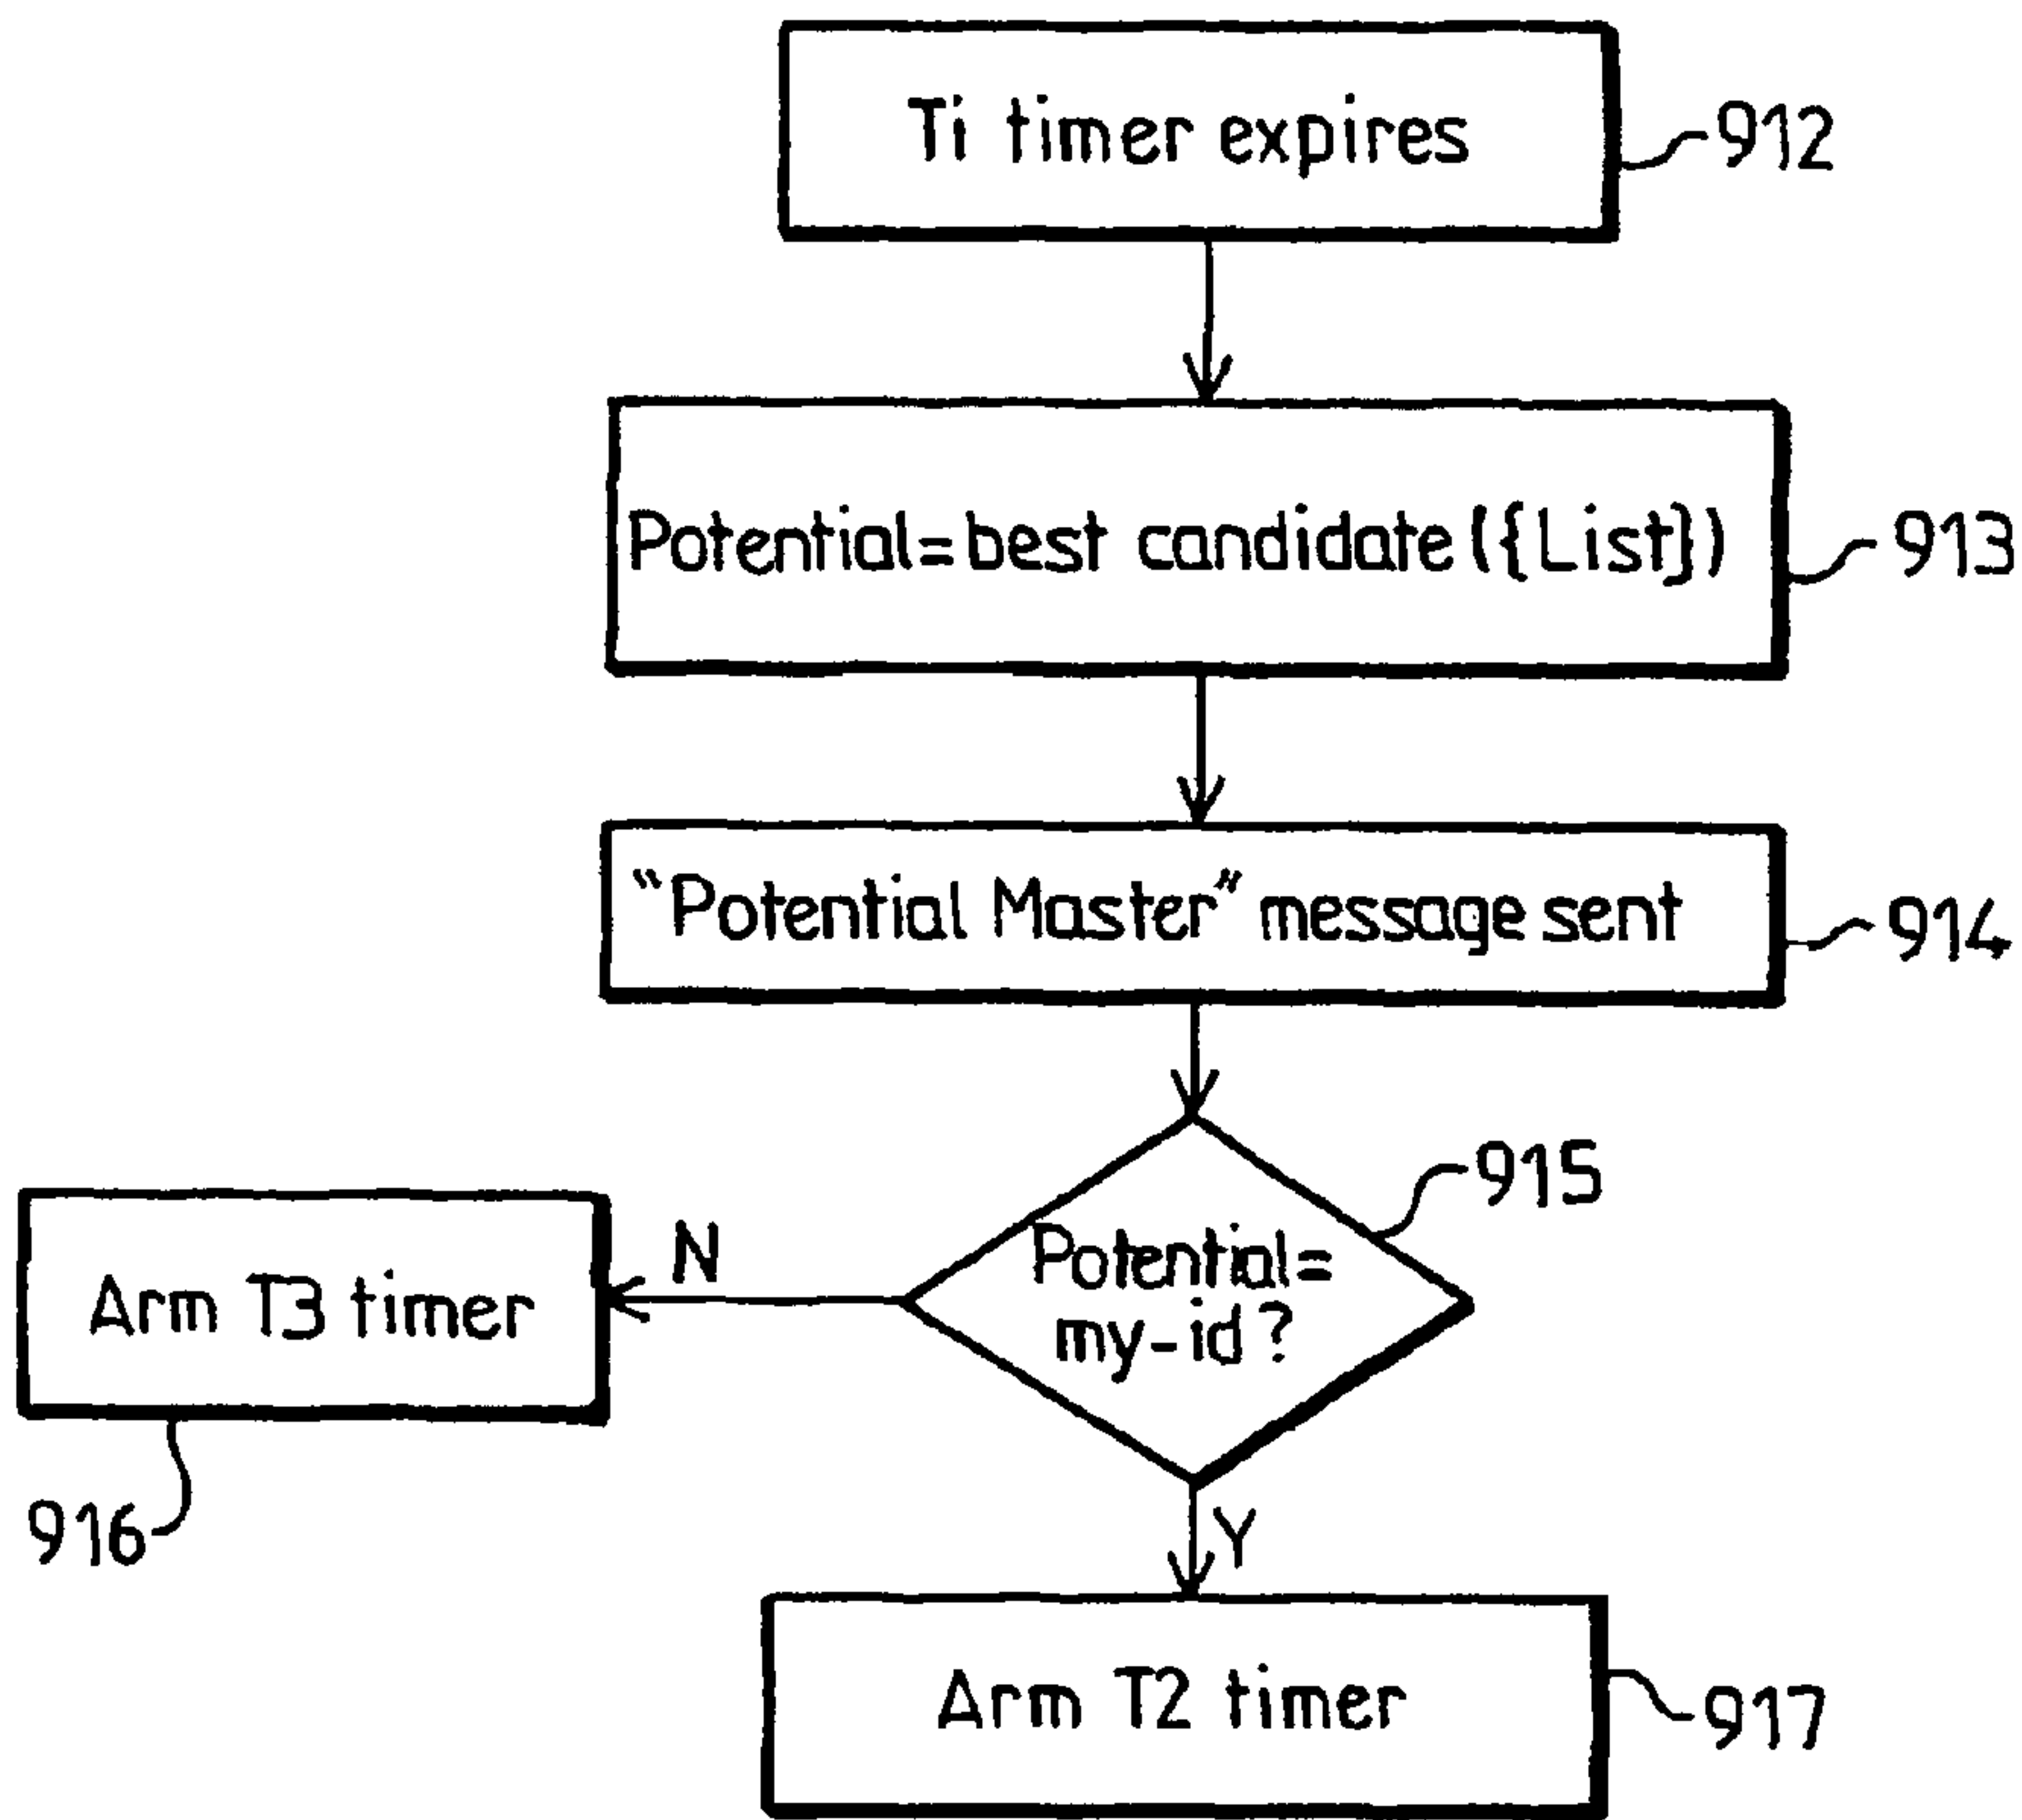 Ti timer expires
912
Potential=best candidate ({List})
913
“Potential Master” message sent
914
915
Potential=
my-id?
N
Arm T3 timer
916
Y
Arm T2 timer
917